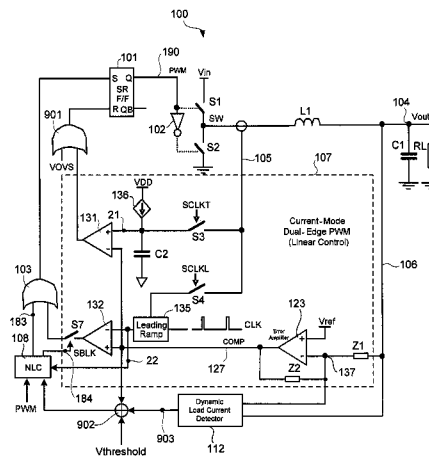 100
101
190
S Q
PWM
Vin
SR
F/F
R QB
S1
901
102
SW
L1
104
Vout
S2
C1
RL
VOVS
105
107
VDD
136
SCLKT
Current-Mode
Dual-Edge PWM
(Linear Control)
131
21
S3
C2
106
SCLKL
103
S4
135
123
183
132
Leading
Ramp
CLK
Vref
S7
Error
Amplifier
108
COMP
Z1
SBLK
22
127
NLC
Z2
137
184
PWM
902
903
Dynamic
Load Current
Detector
Vthreshold
112